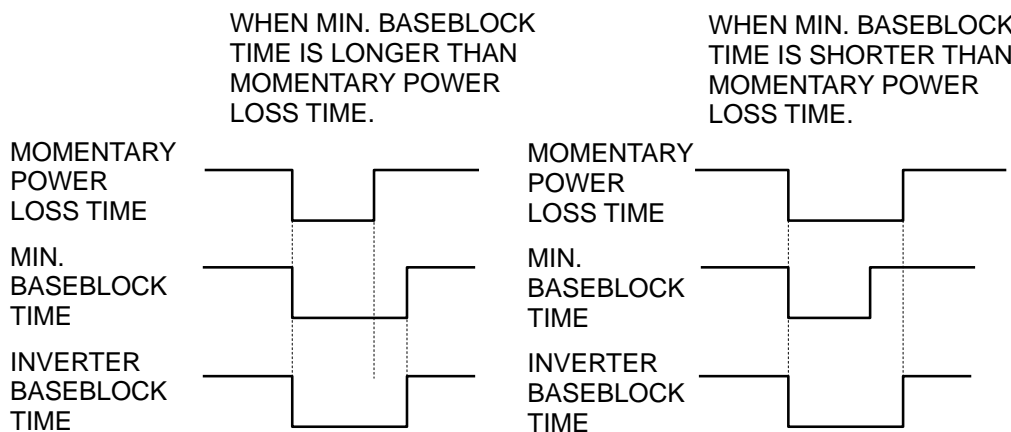 WHEN MIN. BASEBLOCK
TIME IS LONGER THAN
MOMENTARY POWER
LOSS TIME.
WHEN MIN. BASEBLOCK
TIME IS SHORTER THAN
MOMENTARY POWER
LOSS TIME.
MOMENTARY
POWER
LOSS TIME
MIN.
BASEBLOCK
TIME
INVERTER
BASEBLOCK
TIME
MOMENTARY
POWER
LOSS TIME
MIN.
BASEBLOCK
TIME
INVERTER
BASEBLOCK
TIME